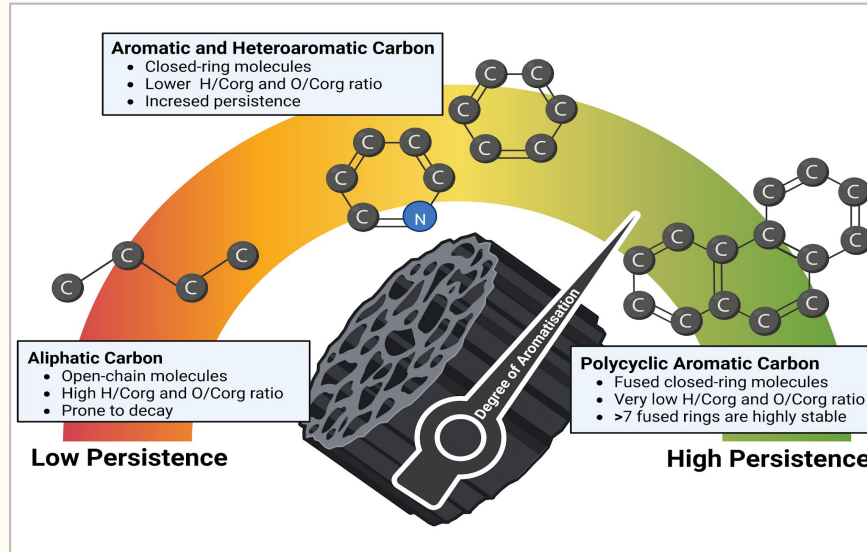 Aromatic and Heteroaromatic Carbon
• Closed-ring molecules
• Lower H/Corg and O/Corg ratio
• Incresed persistence
C C
C C
C C
C C
C C
C N
C C
C C
Aliphatic Carbon
• Open-chain molecules
• High H/Corg and O/Corg ratio
• Prone to decay
Low Persistence
Degree of Aromatisation
C
C C
C C C
C C C
C C C
C C
Polycyclic Aromatic Carbon
• Fused closed-ring molecules
• Very low H/Corg and O/Corg ratio
• >7 fused rings are highly stable
High Persistence